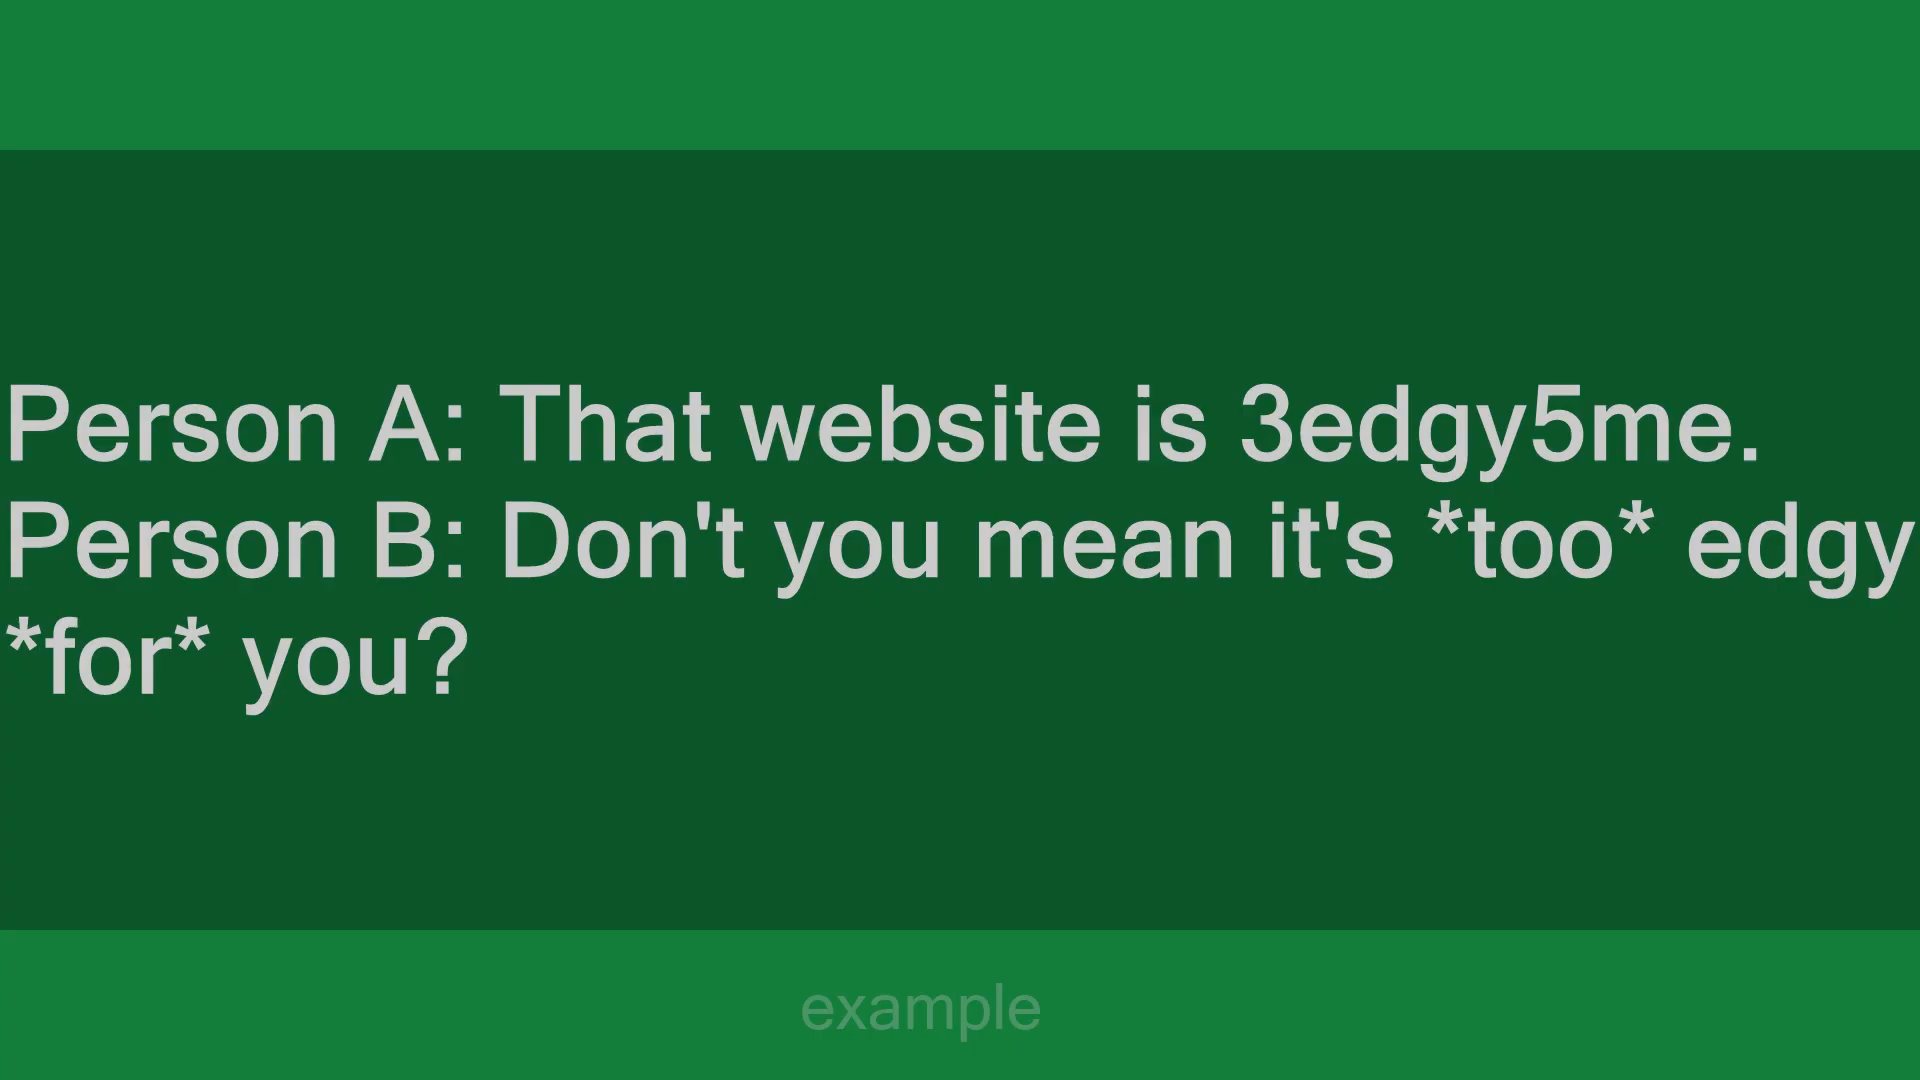 Person A: That website is 3edgy5me.
Person B: Don't you mean it's *too* edgy
*for* you?
example